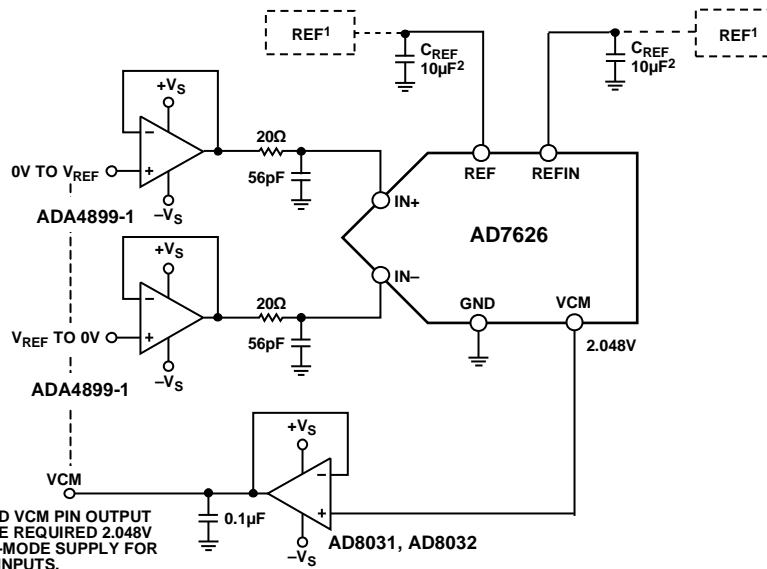 REF1
CREF
10µF2
CREF
10µF2
REF1
+VS
−
+
−VS
0V TO VREF
ADA4899-1
20Ω
56pF
REF
REFIN
IN+
AD7626
IN–
GND
VCM
2.048V
+VS
−
+
−VS
VREF TO 0V
ADA4899-1
20Ω
56pF
VCM
0.1µF
+VS
−
+
−VS
AD8031, AD8032
D VCM PIN OUTPUT
E REQUIRED 2.048V
-MODE SUPPLY FOR
INPUTS.